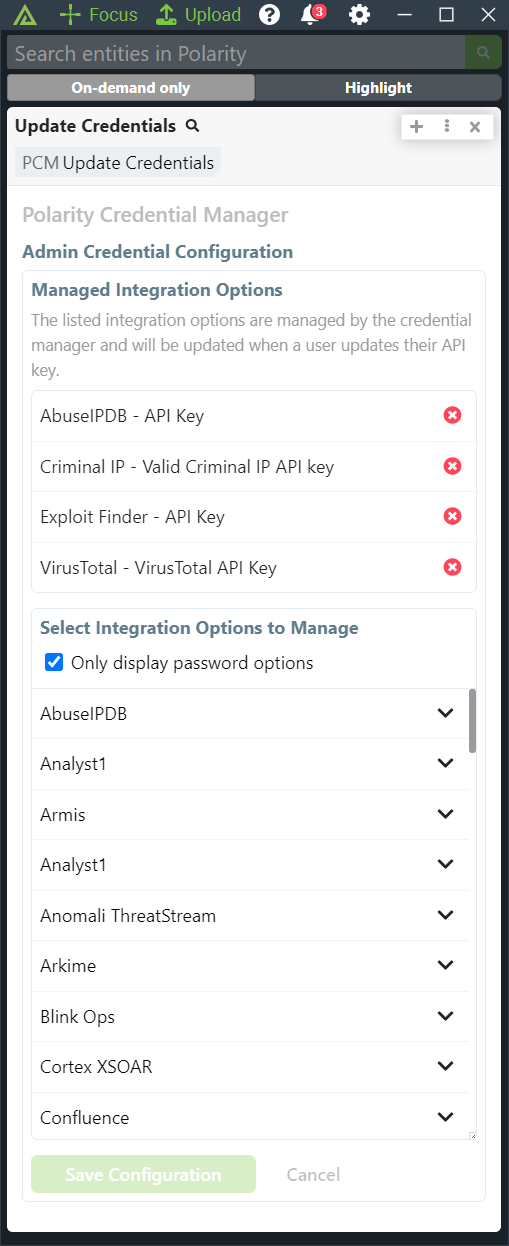 Focus Upload 3
Search entities in Polarity
On-demand only Highlight
Update Credentials
PCM Update Credentials
Polarity Credential Manager
Admin Credential Configuration
Managed Integration Options
The listed integration options are managed by the credential
manager and will be updated when a user updates their API
key.
AbuseIPDB - API Key
Criminal IP - Valid Criminal IP API key
Exploit Finder - API Key
VirusTotal - VirusTotal API Key
Select Integration Options to Manage
Only display password options
AbuseIPDB
Analyst1
Armis
Analyst1
Anomali ThreatStream
Arkime
Blink Ops
Cortex XSOAR
Confluence
Save Configuration Cancel